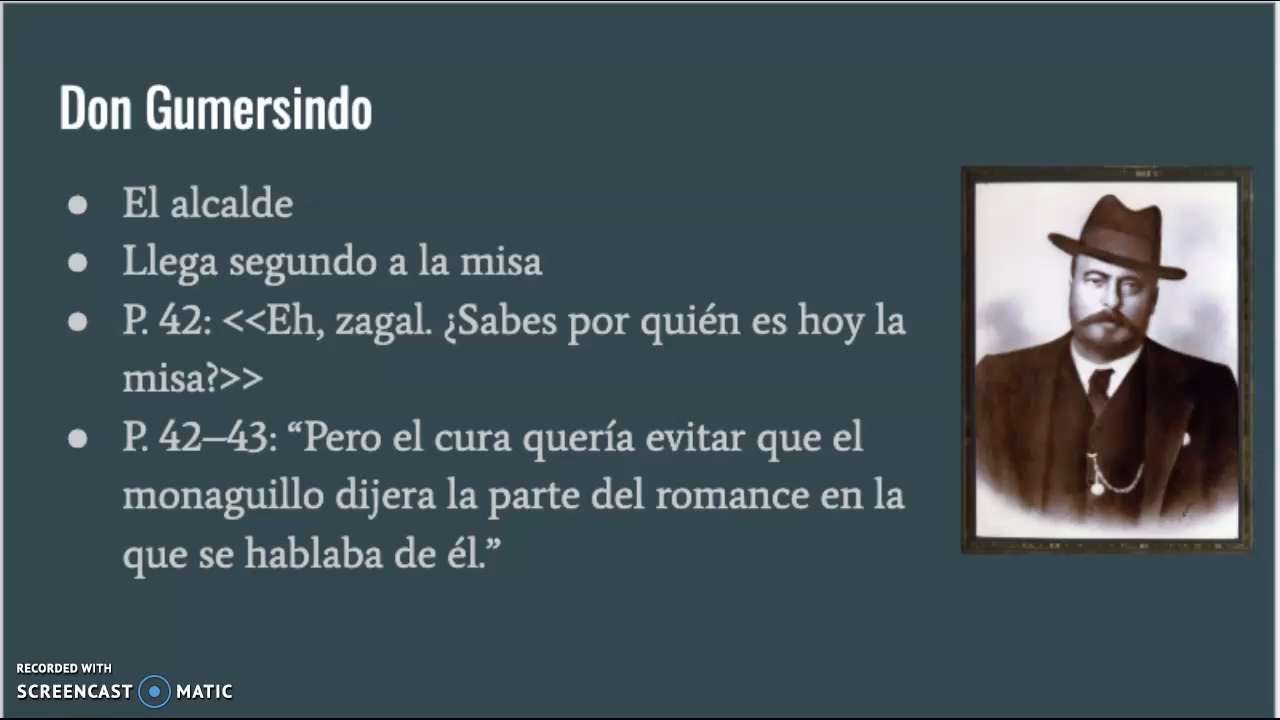 Don Gumersindo
● El alcalde
● Llega segundo a la misa
● P. 42: <<Eh, zagal. ¿Sabes por quién es hoy la
misa?>>
● P. 42–43: “Pero el cura quería evitar que el
monaguillo dijera la parte del romance en la
que se hablaba de él.”
RECORDED WITH
SCREENCAST MATIC